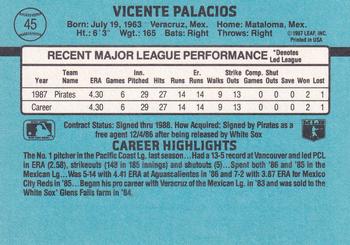 45
VICENTE PALACIOS
© 1987 LEAF, INC.
Printed in USA
Born: July 19, 1963 Veracruz, Mex. Home: Mataloma, Mex.
Ht: 6'3" Wgt: 165 Bats: Right Throws: Right
RECENT MAJOR LEAGUE PERFORMANCE *Denotes Led League
Year Team Name ERA Games Inn. Pitched Hits Runs Earn Runs Walks Strike Outs Comp. Games Shut Outs Saves Won Lost
1987 Pirates 4.30 6 29 27 14 14 9 13 0 0 0 2 1
Career 4.30 6 29 27 14 14 9 13 0 0 0 2 1
Contract Status: Signed thru 1988. How Acquired: Signed by Pirates as a
free agent 12/4/86 after being released by White Sox
CAREER HIGHLIGHTS
The No. 1 pitcher in the Pacific Coast Lg. last season...Had a 13-5 record at Vancouver and led PCL
in ERA (2.58), strikeouts (143 in 185 innings) and shutouts (5)...Spent both '86 and '85 in the
Mexican Lg....Was 5-14 with 4.41 ERA at Aguascalientes in '86 and 7-2 with 3.87 ERA for Mexico
City Reds in '85...Began his pro career with Veracruz of the Mexican Lg. in '83 and was sold to
the White Sox' Glens Falls farm in '84.